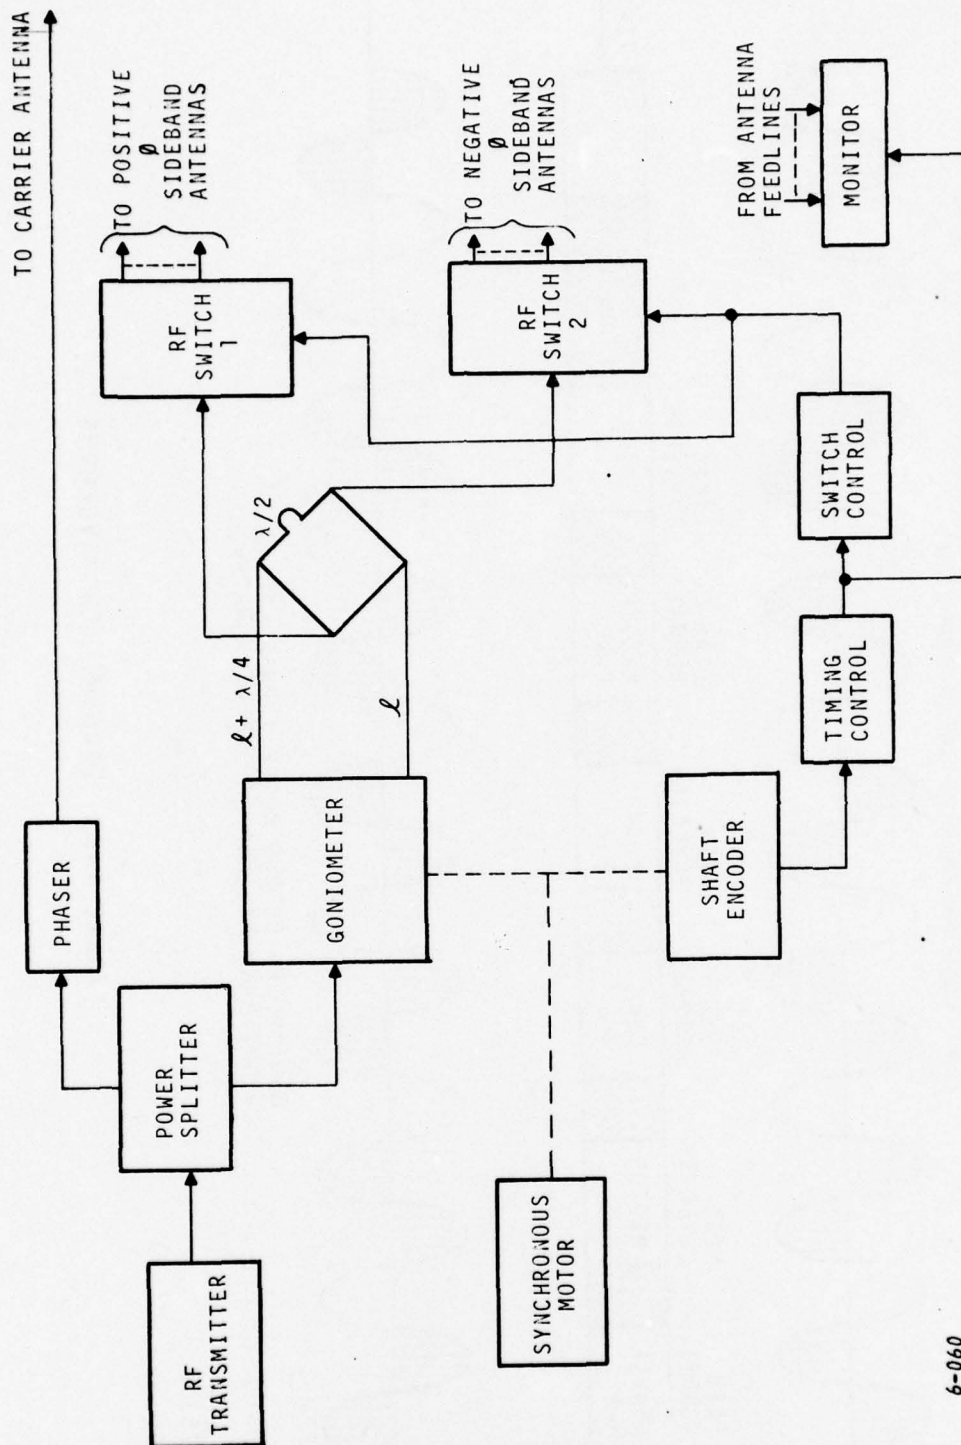 TO CARRIER ANTENNA
TO POSITIVE
Ø
SIDEBAND
ANTENNAS
TO NEGATIVE
Ø
SIDEBAND
ANTENNAS
FROM ANTENNA
FEEDLINES
MONITOR
RF
SWITCH
1
RF
SWITCH
2
λ/2
ℓ+ λ/4
ℓ
SWITCH
CONTROL
TIMING
CONTROL
PHASER
GONIOMETER
SHAFT
ENCODER
POWER
SPLITTER
RF
TRANSMITTER
SYNCHRONOUS
MOTOR
6-060